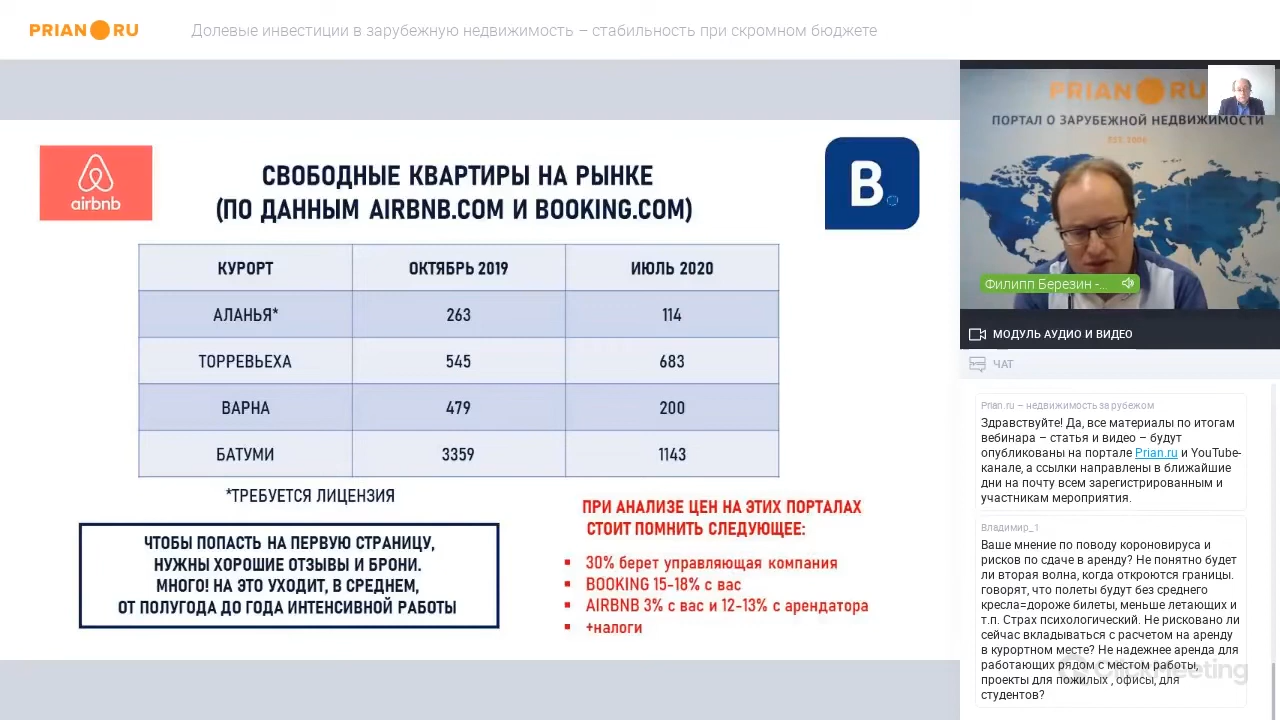 PRIAN RU
Долевые инвестиции в зарубежную недвижимость – стабильность при скромном бюджете
airbnb
СВОБОДНЫЕ КВАРТИРЫ НА РЫНКЕ
(ПО ДАННЫМ AIRBNB.COM И BOOKING.COM)
B.
КУРОРТ ОКТЯБРЬ 2019 ИЮЛЬ 2020
АЛАНЬЯ* 263 114
ТОРРЕВЬЕХА 545 683
ВАРНА 479 200
БАТУМИ 3359 1143
*ТРЕБУЕТСЯ ЛИЦЕНЗИЯ
ЧТОБЫ ПОПАСТЬ НА ПЕРВУЮ СТРАНИЦУ,
НУЖНЫ ХОРОШИЕ ОТЗЫВЫ И БРОНИ.
МНОГО! НА ЭТО УХОДИТ, В СРЕДНЕМ,
ОТ ПОЛУГОДА ДО ГОДА ИНТЕНСИВНОЙ РАБОТЫ
ПРИ АНАЛИЗЕ ЦЕН НА ЭТИХ ПОРТАЛАХ
СТОИТ ПОМНИТЬ СЛЕДУЮЩЕЕ:
▪ 30% берет управляющая компания
▪ BOOKING 15-18% с вас
▪ AIRBNB 3% с вас и 12-13% с арендатора
▪ +налоги
PRIAN RU
ПОРТАЛ О ЗАРУБЕЖНОЙ НЕДВИЖИМОСТИ
Филипп Березин -...
МОДУЛЬ АУДИО И ВИДЕО
ЧАТ
Prian.ru – недвижимость за рубежом
Здравствуйте! Да, все материалы по итогам
вебинара – статья и видео – будут
опубликованы на портале Prian.ru и YouTube-
канале, а ссылки направлены в ближайшие
дни на почту всем зарегистрированным и
участникам мероприятия.
Владимир_1
Ваше мнение по поводу короновируса и
рисков по сдаче в аренду? Не понятно будет
ли вторая волна, когда откроются границы.
говорят, что полеты будут без среднего
кресла=дороже билеты, меньше летающих и
т.п. Страх психологический. Не рисковано ли
сейчас вкладываться с расчетом на аренду
в курортном месте? Не надежнее аренда для
работающих рядом с местом работы,
проекты для пожилых , офисы, для
студентов?
ClickMeeting